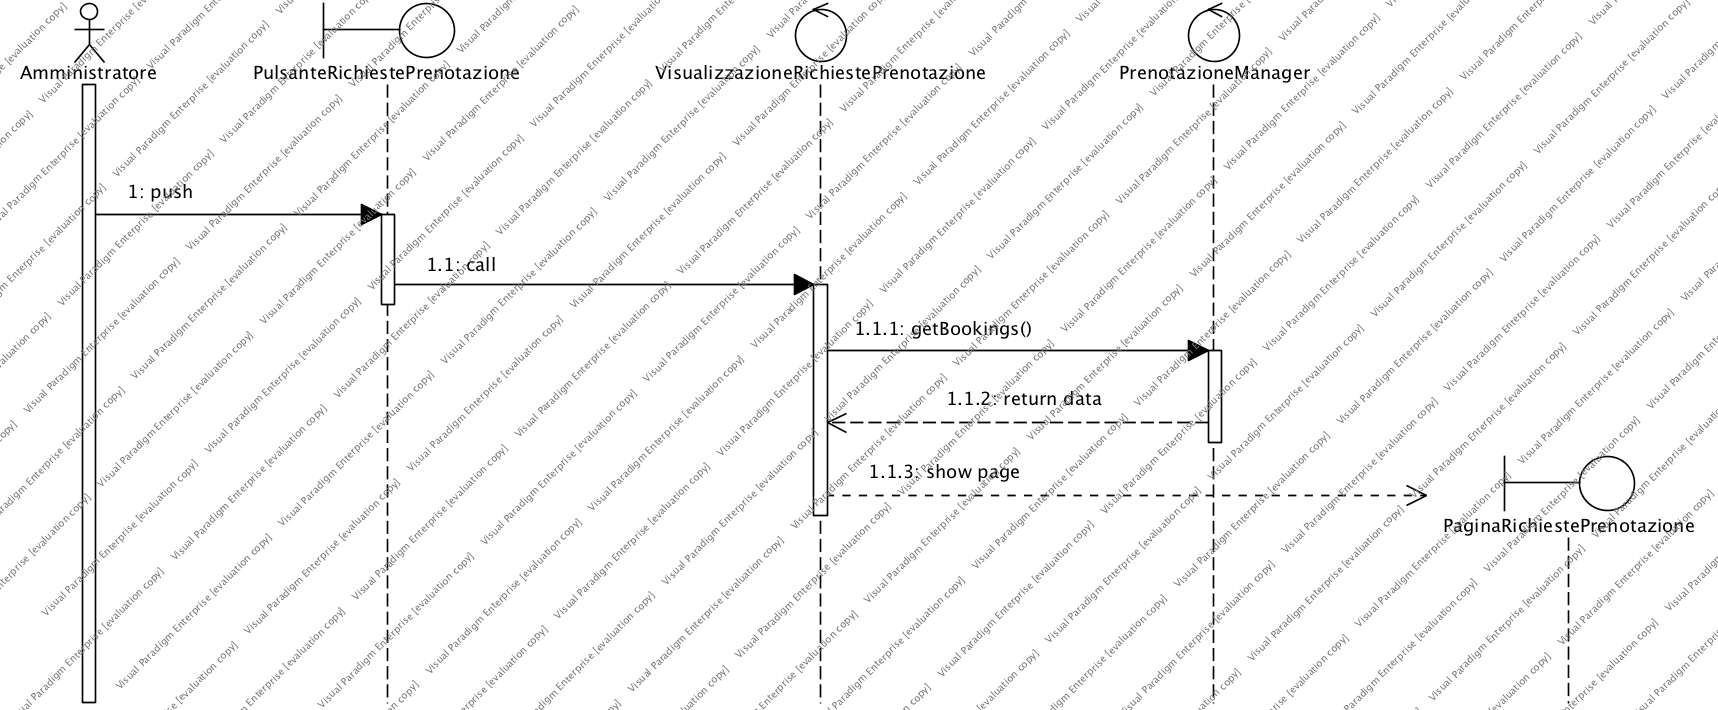 Amministratore
PulsanteRichiestePrenotazione
VisualizzazioneRichiestePrenotazione
PrenotazioneManager
1: push
1.1: call
1.1.1: getBookings()
1.1.2: return data
1.1.3: show page
PaginaRichiestePrenotazione
Visual Paradigm Enterprise [evaluation copy]